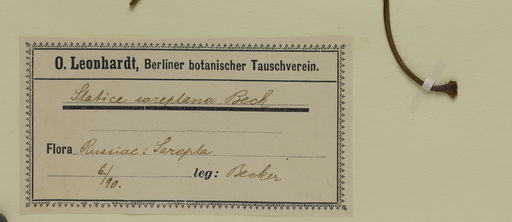 O. Leonhardt, Berliner botanischer Tauschverein.
Statice sareptana Beck
Flora Russiae: Sarepta
6/90. leg: Becker